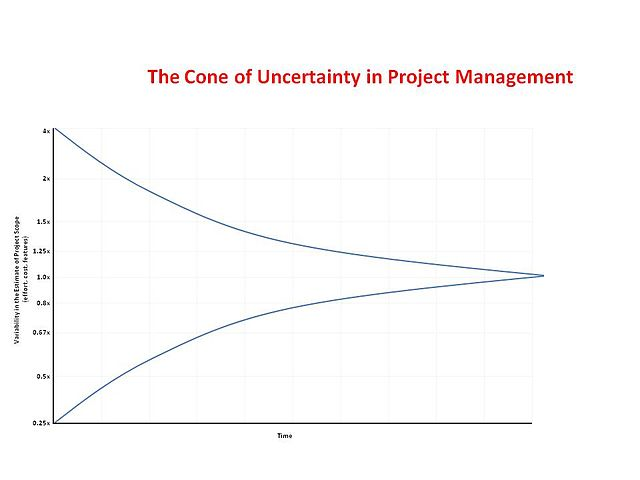 The Cone of Uncertainty in Project Management
4x
2x
1.5x
1.25x
1.0x
0.8x
0.67x
0.5x
0.25x
Variability in the Estimate of Project Scope
(effort, cost, features)
Time